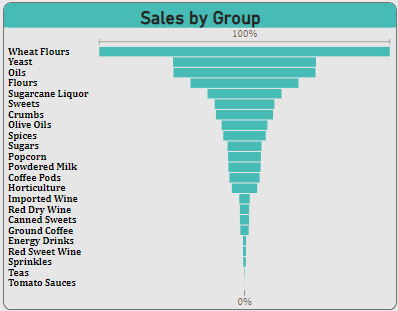 Sales by Group
100%
Wheat Flours
Yeast
Oils
Flours
Sugarcane Liquor
Sweets
Crumbs
Olive Oils
Spices
Sugars
Popcorn
Powdered Milk
Coffee Pods
Horticulture
Imported Wine
Red Dry Wine
Canned Sweets
Ground Coffee
Energy Drinks
Red Sweet Wine
Sprinkles
Teas
Tomato Sauces
0%